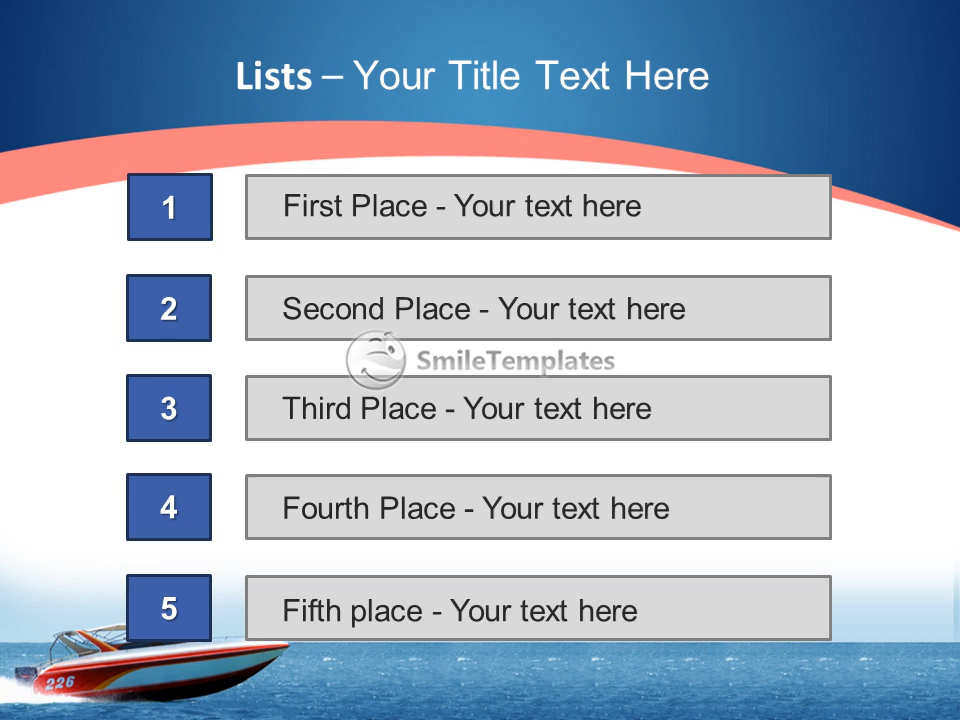 Lists – Your Title Text Here
1 First Place - Your text here
2 Second Place - Your text here
SmileTemplates
3 Third Place - Your text here
4 Fourth Place - Your text here
5 Fifth place - Your text here
226